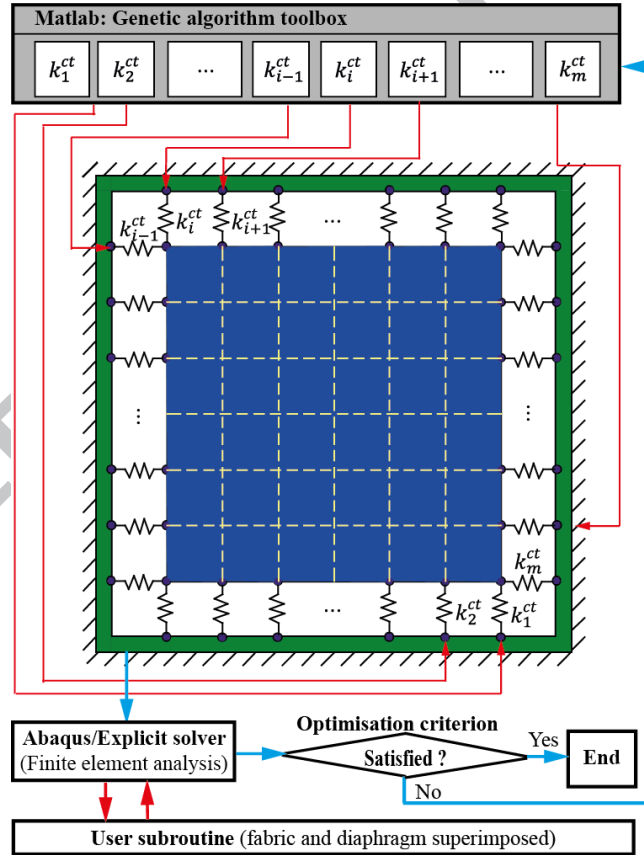 Matlab: Genetic algorithm toolbox
k_1^{ct} k_2^{ct} ... k_{i-1}^{ct} k_i^{ct} k_{i+1}^{ct} ... k_m^{ct}
k_{i-1}^{ct} k_i^{ct} k_{i+1}^{ct} ...
⋮ ⋮
k_m^{ct}
... k_2^{ct} k_1^{ct}
Optimisation criterion
Abaqus/Explicit solver
(Finite element analysis)
Satisfied ?
Yes
End
No
User subroutine (fabric and diaphragm superimposed)